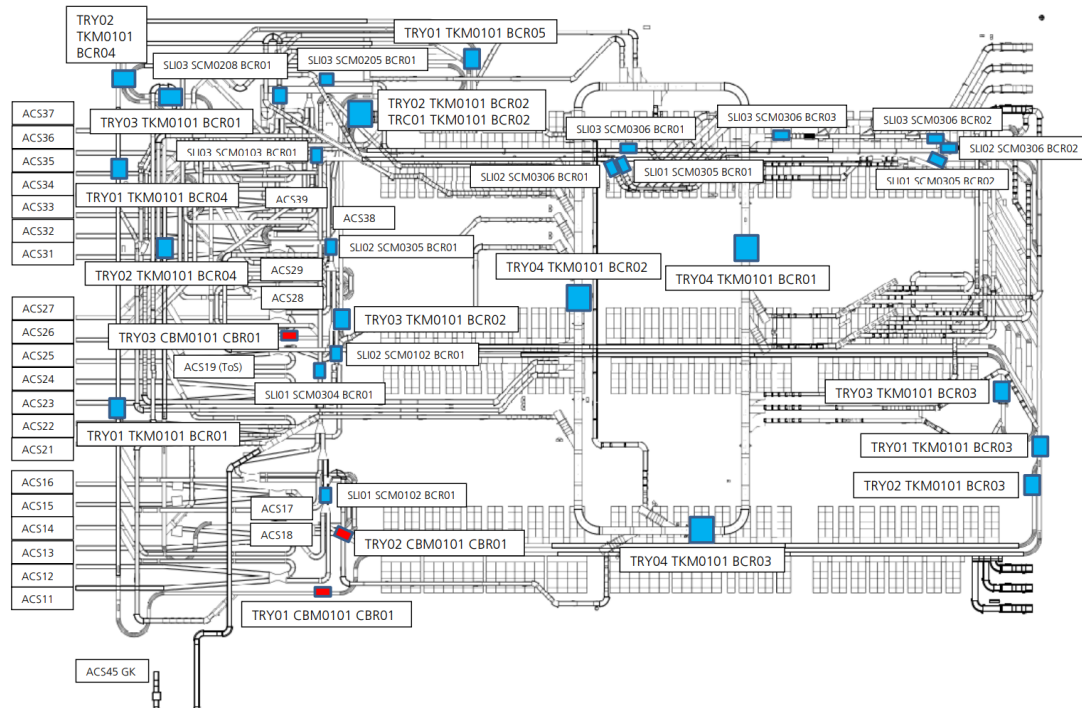 TRY02
TKM0101
BCR04
TRY01 TKM0101 BCR05
SLI03 SCM0208 BCR01
SLI03 SCM0205 BCR01
TRY03 TKM0101 BCR01
TRY02 TKM0101 BCR02
TRC01 TKM0101 BCR02
SLI03 SCM0306 BCR01
SLI03 SCM0306 BCR03
SLI03 SCM0306 BCR02
SLI02 SCM0306 BCR02
SLI03 SCM0103 BCR01
SLI02 SCM0306 BCR01
SLI01 SCM0305 BCR01
SLI01 SCM0305 BCR02
ACS37
ACS36
ACS35
ACS34
ACS33
ACS32
ACS31
TRY01 TKM0101 BCR04
ACS39
ACS38
SLI02 SCM0305 BCR01
TRY02 TKM0101 BCR04
ACS29
ACS28
TRY04 TKM0101 BCR02
TRY04 TKM0101 BCR01
ACS27
ACS26
ACS25
ACS24
ACS23
ACS22
ACS21
TRY03 TKM0101 BCR02
TRY03 CBM0101 CBR01
SLI02 SCM0102 BCR01
ACS19 (ToS)
SLI01 SCM0304 BCR01
TRY03 TKM0101 BCR03
TRY01 TKM0101 BCR01
TRY01 TKM0101 BCR03
TRY02 TKM0101 BCR03
ACS16
ACS15
ACS14
ACS13
ACS12
ACS11
SLI01 SCM0102 BCR01
ACS17
ACS18
TRY02 CBM0101 CBR01
TRY04 TKM0101 BCR03
TRY01 CBM0101 CBR01
ACS45 GK